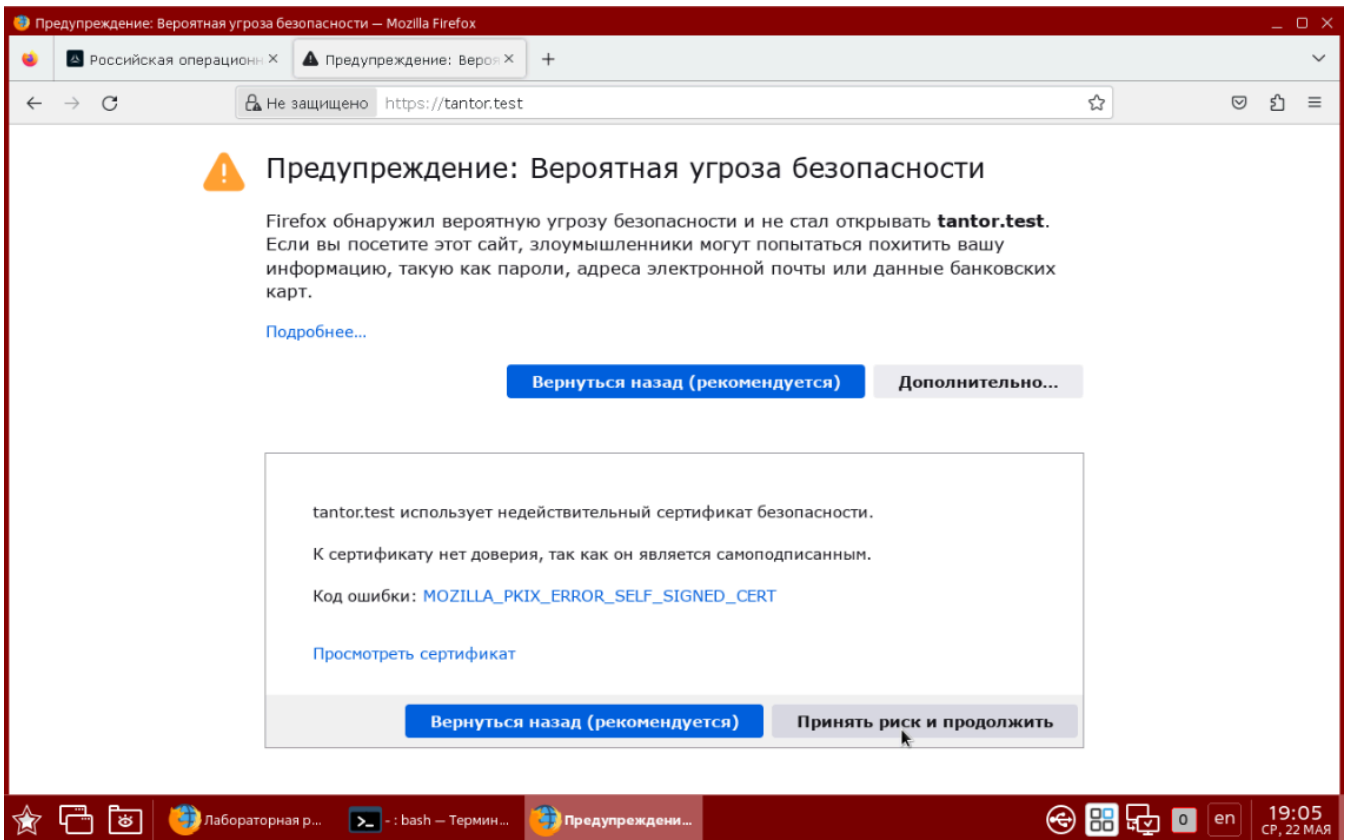 Предупреждение: Вероятная угроза безопасности — Mozilla Firefox
Российская операционн
Предупреждение: Вероя
Не защищено https://tantor.test
Предупреждение: Вероятная угроза безопасности
Firefox обнаружил вероятную угрозу безопасности и не стал открывать tantor.test.
Если вы посетите этот сайт, злоумышленники могут попытаться похитить вашу
информацию, такую как пароли, адреса электронной почты или данные банковских
карт.
Подробнее...
Вернуться назад (рекомендуется)
Дополнительно...
tantor.test использует недействительный сертификат безопасности.
К сертификату нет доверия, так как он является самоподписанным.
Код ошибки: MOZILLA_PKIX_ERROR_SELF_SIGNED_CERT
Просмотреть сертификат
Вернуться назад (рекомендуется)
Принять риск и продолжить
Лабораторная р...
- : bash — Термин...
Предупреждени...
0
en
19:05
СР, 22 МАЯ